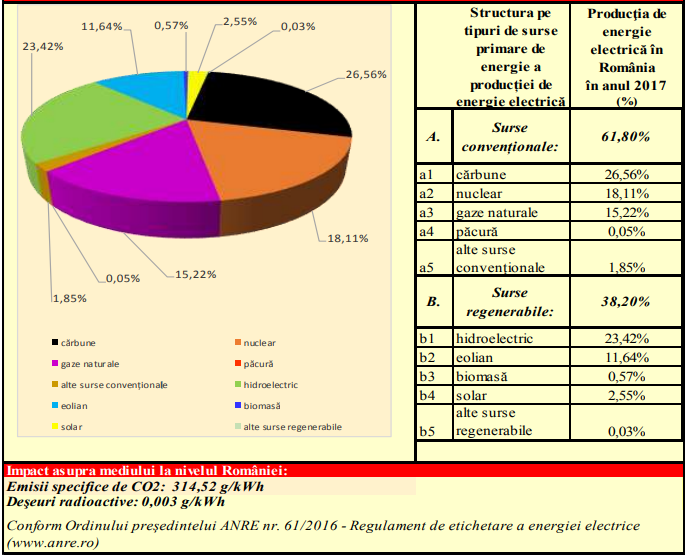 11,64%
0,57%
2,55%
0,03%
23,42%
26,56%
18,11%
15,22%
0,05%
1,85%
cărbune
nuclear
gaze naturale
păcură
alte surse convenționale
hidroelectric
eolian
biomasă
solar
alte surse regenerabile
Structura pe
tipuri de surse
primare de
energie a
producției de
energie electrică
Producția de
energie
electrică în
România
în anul 2017
(%)
A.
Surse
convenționale:
61,80%
a1 cărbune 26,56%
a2 nuclear 18,11%
a3 gaze naturale 15,22%
a4 păcură 0,05%
alte surse
a5 convenționale 1,85%
B.
Surse
regenerabile:
38,20%
b1 hidroelectric 23,42%
b2 eolian 11,64%
b3 biomasă 0,57%
b4 solar 2,55%
alte surse
b5 regenerabile 0,03%
Impact asupra mediului la nivelul României:
Emisii specifice de CO2: 314,52 g/kWh
Deșeuri radioactive: 0,003 g/kWh
Conform Ordinului președintelui ANRE nr. 61/2016 - Regulament de etichetare a energiei electrice
(www.anre.ro)